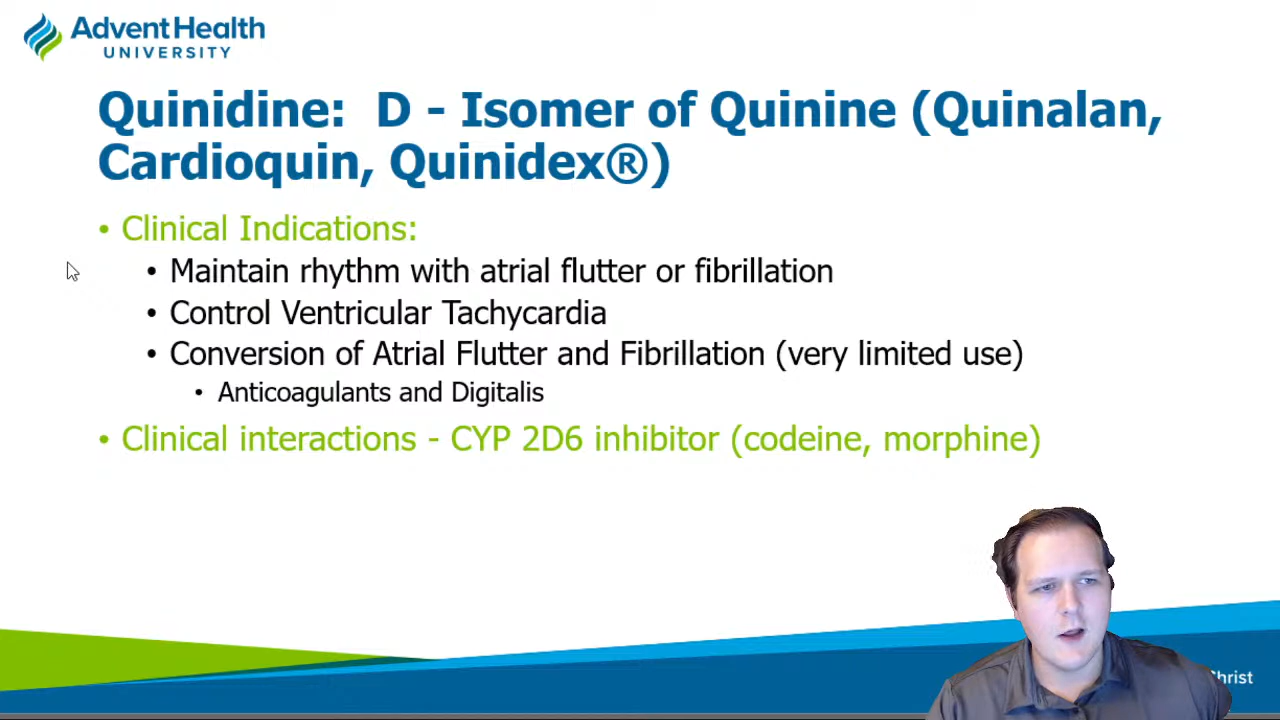 AdventHealth
UNIVERSITY
Quinidine: D - Isomer of Quinine (Quinalan,
Cardioquin, Quinidex®)
• Clinical Indications:
• Maintain rhythm with atrial flutter or fibrillation
• Control Ventricular Tachycardia
• Conversion of Atrial Flutter and Fibrillation (very limited use)
• Anticoagulants and Digitalis
• Clinical interactions - CYP 2D6 inhibitor (codeine, morphine)
Christ